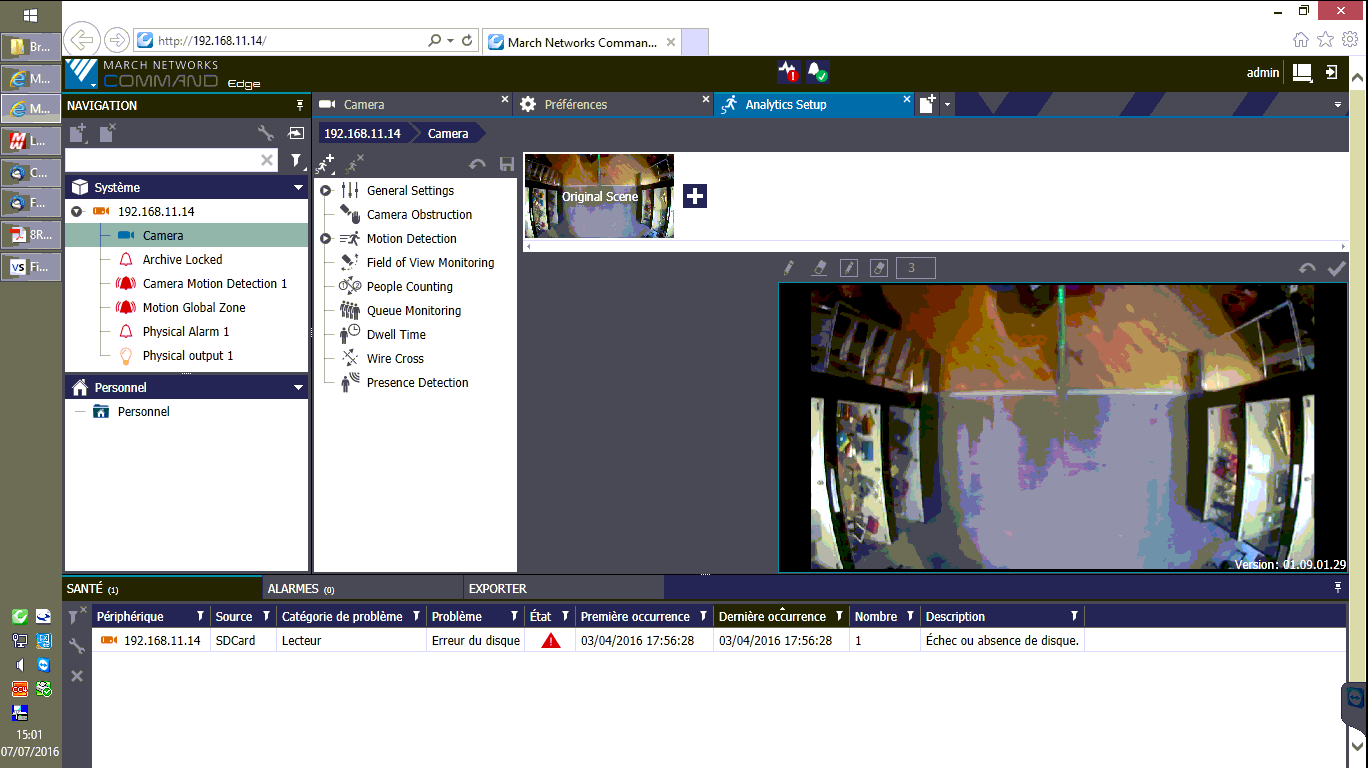 http://192.168.11.14/
March Networks Comman...
Br...
M...
M...
L...
C...
F...
8R...
Fi...
MARCH NETWORKS
COMMAND Edge
admin
NAVIGATION
Camera
Préférences
Analytics Setup
192.168.11.14
Camera
Système
192.168.11.14
Camera
Archive Locked
Camera Motion Detection 1
Motion Global Zone
Physical Alarm 1
Physical output 1
Personnel
Personnel
General Settings
Camera Obstruction
Motion Detection
Field of View Monitoring
People Counting
Queue Monitoring
Dwell Time
Wire Cross
Presence Detection
Original Scene
3
Version: 01.09.01.29
SANTÉ (1)
ALARMES (0)
EXPORTER
Périphérique Source Catégorie de problème Problème État Première occurrence Dernière occurrence Nombre Description
192.168.11.14 SDCard Lecteur Erreur du disque 03/04/2016 17:56:28 03/04/2016 17:56:28 1 Échec ou absence de disque.
15:01
07/07/2016